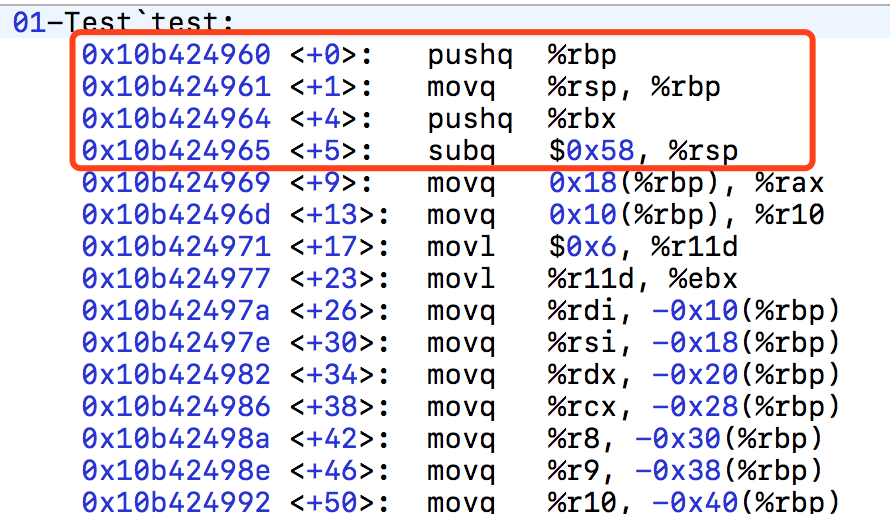 01-Test`test:
0x10b424960 <+0>: pushq %rbp
0x10b424961 <+1>: movq %rsp, %rbp
0x10b424964 <+4>: pushq %rbx
0x10b424965 <+5>: subq $0x58, %rsp
0x10b424969 <+9>: movq 0x18(%rbp), %rax
0x10b42496d <+13>: movq 0x10(%rbp), %r10
0x10b424971 <+17>: movl $0x6, %r11d
0x10b424977 <+23>: movl %r11d, %ebx
0x10b42497a <+26>: movq %rdi, -0x10(%rbp)
0x10b42497e <+30>: movq %rsi, -0x18(%rbp)
0x10b424982 <+34>: movq %rdx, -0x20(%rbp)
0x10b424986 <+38>: movq %rcx, -0x28(%rbp)
0x10b42498a <+42>: movq %r8, -0x30(%rbp)
0x10b42498e <+46>: movq %r9, -0x38(%rbp)
0x10b424992 <+50>: movq %r10, -0x40(%rbp)